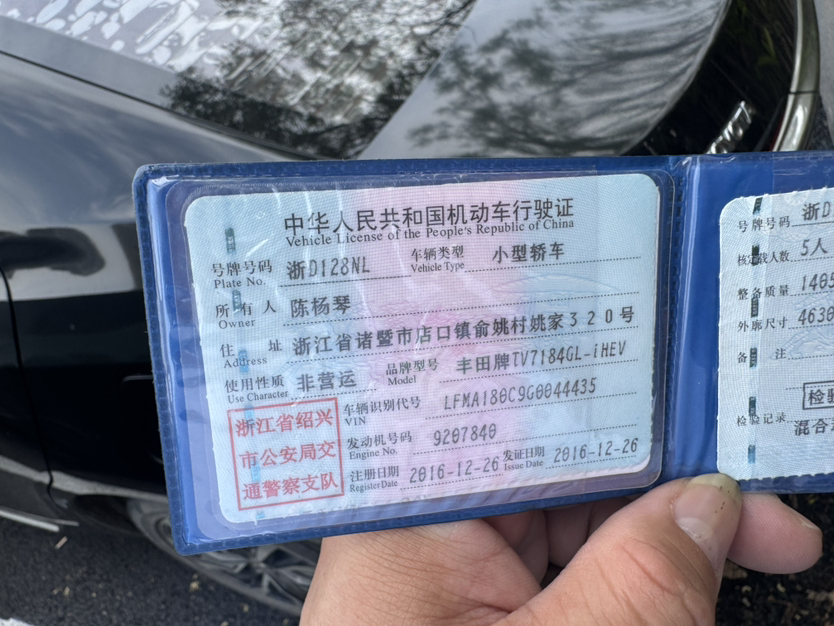 中华人民共和国机动车行驶证
Vehicle License of the People's Republic of China
号牌号码 浙D128NL 车辆类型 小型轿车
Plate No. Vehicle Type
所有人 陈杨琴
Owner
住址 浙江省诸暨市店口镇俞姚村姚家320号
Address
使用性质 非营运 品牌型号 丰田牌TV7184GL-iHEV
Use Character Model
浙江省绍兴
市公安局交
通警察支队
车辆识别代号 LFMA180C9G0044435
VIN
发动机号码 9207840
Engine No.
注册日期 2016-12-26 发证日期 2016-12-26
Register Date Issue Date
号牌号码 浙D
核定载人数 5人
整备质量 1405
外廓尺寸 4630
备注
检验
检验记录
混合